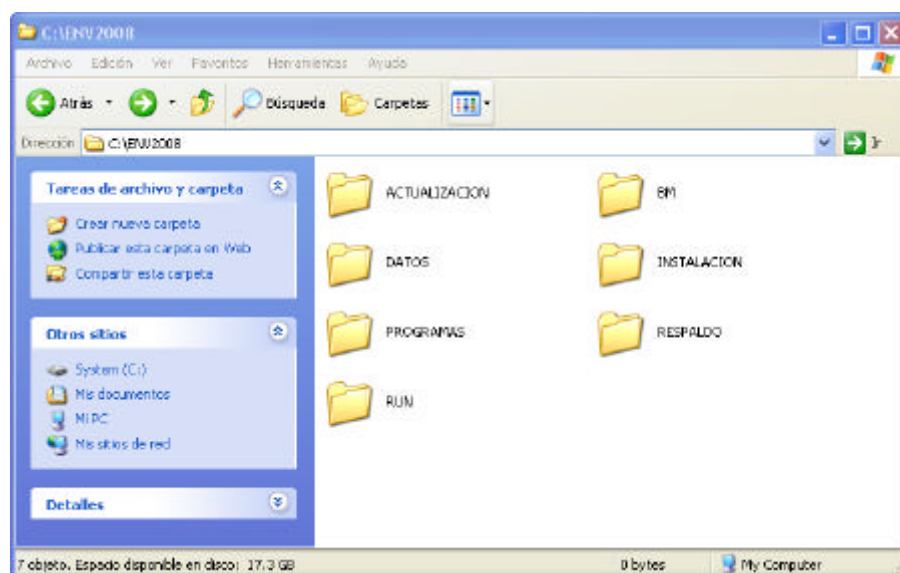 C:\ENV2008
Archivo Edición Ver Favoritos Herramientas Ayuda
Atrás Búsqueda Carpetas
Dirección C:\ENV2008 Ir
Tareas de archivo y carpeta
Crear nueva carpeta
Publicar esta carpeta en Web
Compartir esta carpeta
Otros sitios
System (C:)
Mis documentos
Mi PC
Mis sitios de red
Detalles
ACTUALIZACION
BM
DATOS
INSTALACION
PROGRAMAS
RESPALDO
RUN
7 objeto. Espacio disponible en disco: 17.3 GB 0 bytes My Computer